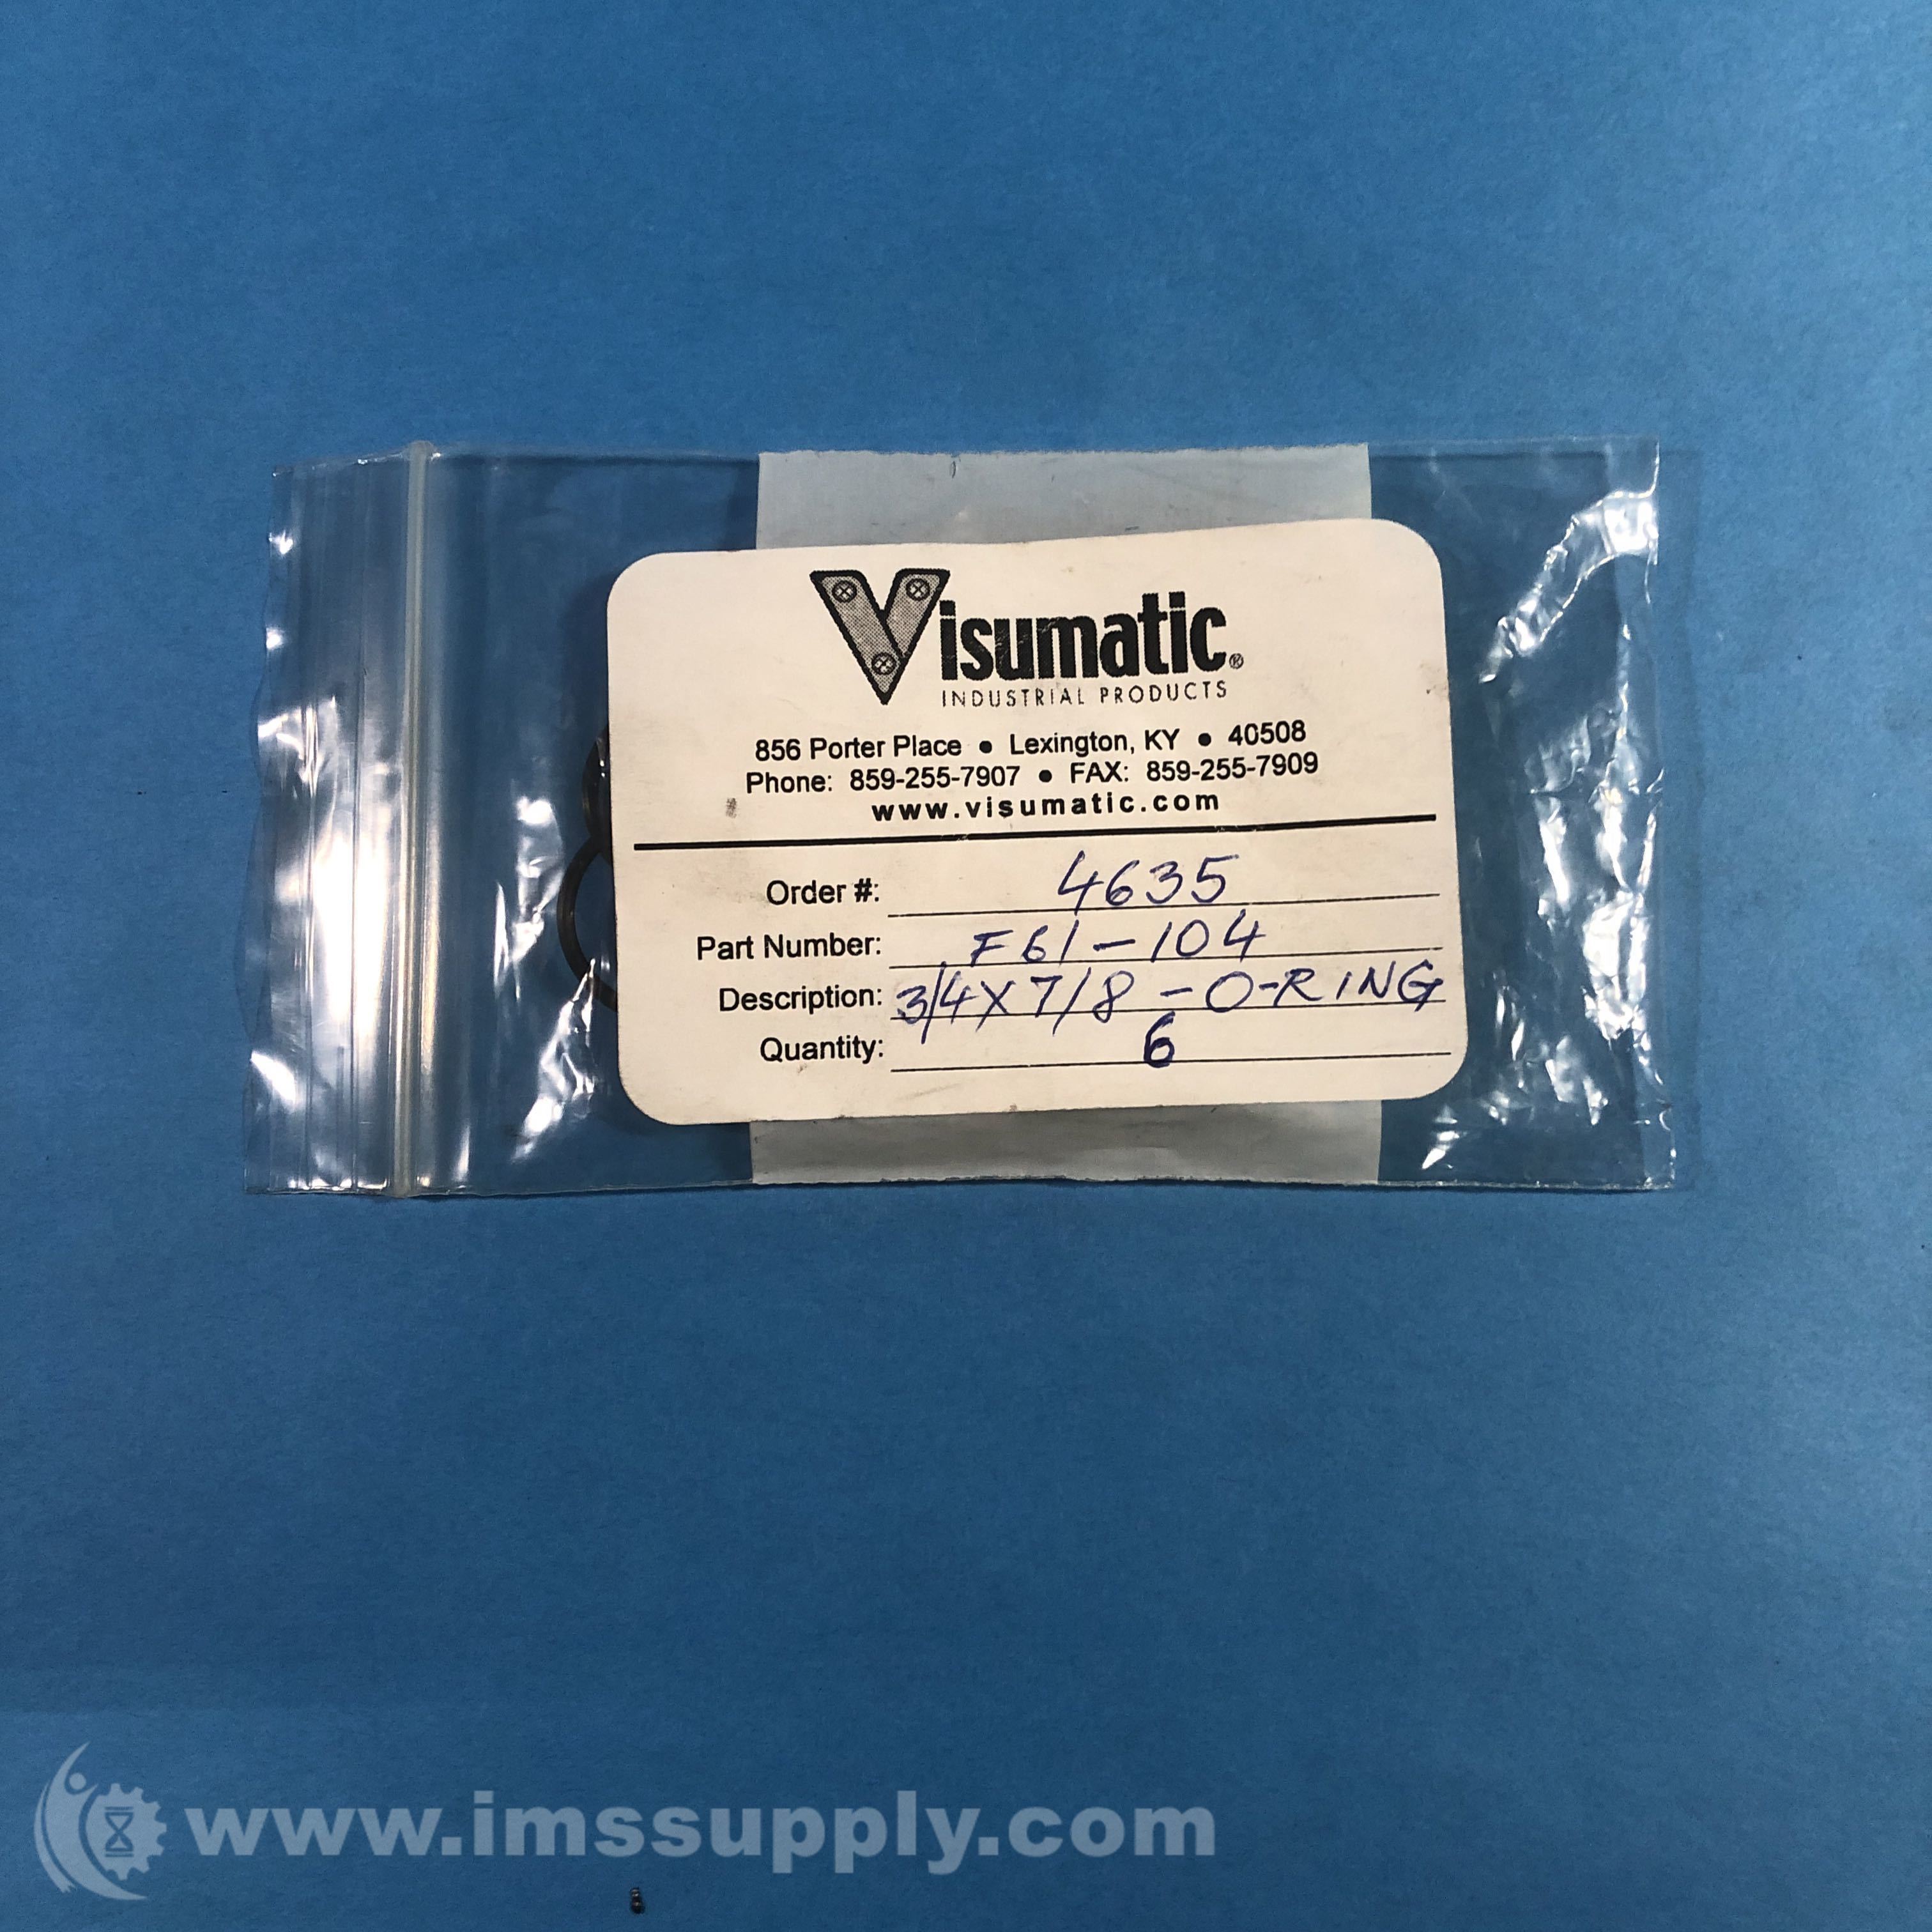 Visumatic®
INDUSTRIAL PRODUCTS
856 Porter Place • Lexington, KY • 40508
Phone: 859-255-7907 • FAX: 859-255-7909
www.visumatic.com
Order #: 4635
Part Number: F61-104
Description: 3/4X7/8-O-RING
Quantity: 6
www.imssupply.com